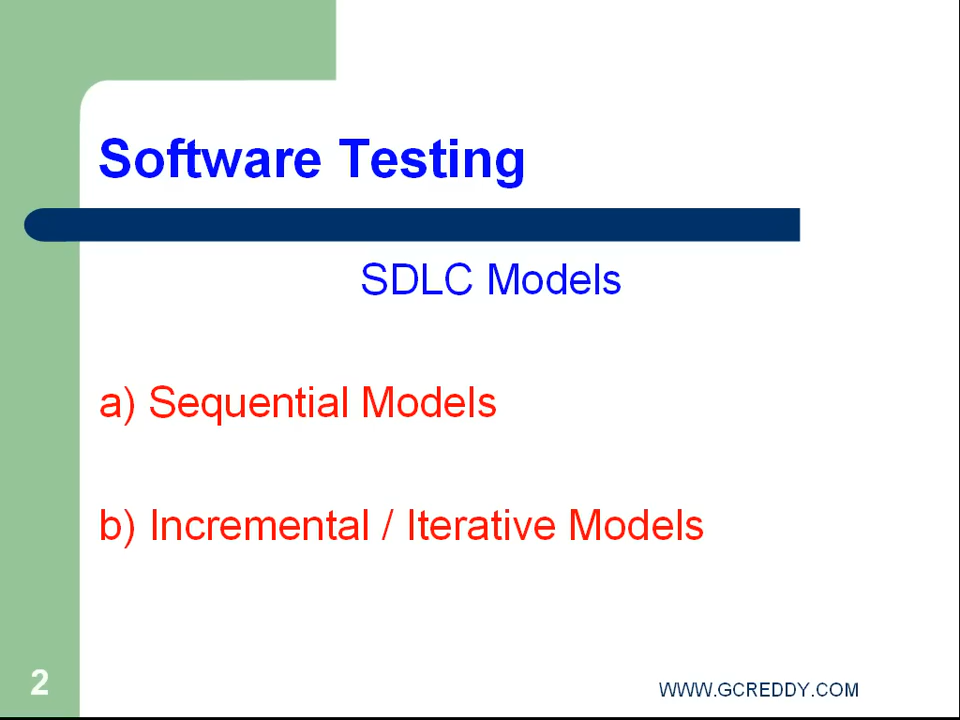 Software Testing
SDLC Models
a) Sequential Models
b) Incremental / Iterative Models
2
WWW.GCREDDY.COM